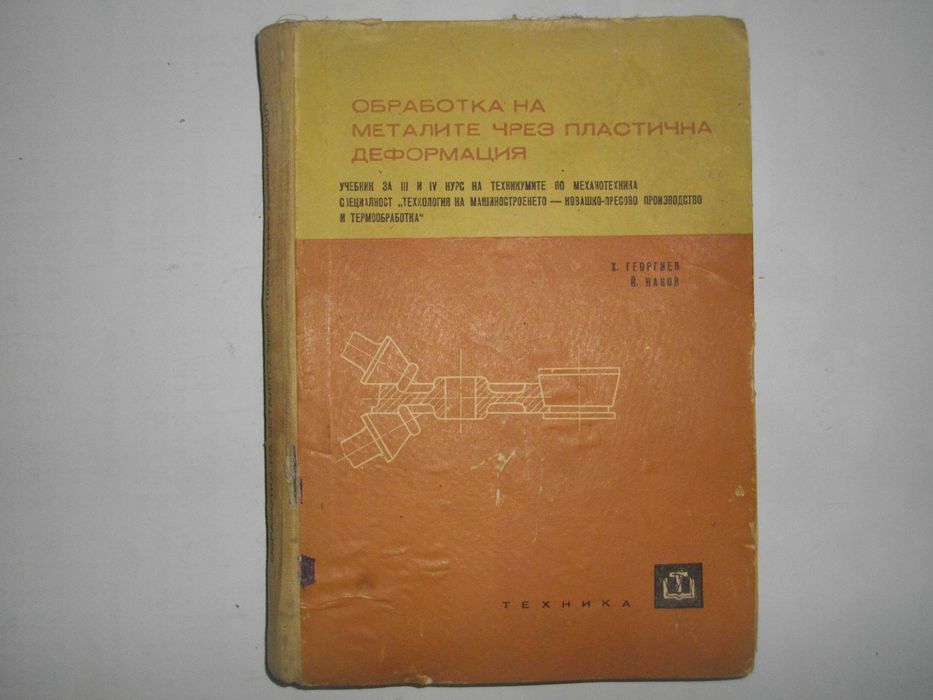 ОБРАБОТКА НА
МЕТАЛИТЕ ЧРЕЗ ПЛАСТИЧНА
ДЕФОРМАЦИЯ
УЧЕБНИК ЗА III И IV КУРС НА ТЕХНИКУМИТЕ ПО МЕХАНОТЕХНИКА
СПЕЦИАЛНОСТ „ТЕХНОЛОГИЯ НА МАШИНОСТРОЕНЕТО — КОВАШКО-ПРЕСОВО ПРОИЗВОДСТВО
И ТЕРМООБРАБОТКА"
Х. ГЕОРГИЕВ
Й. НАКОВ
ТЕХНИКА